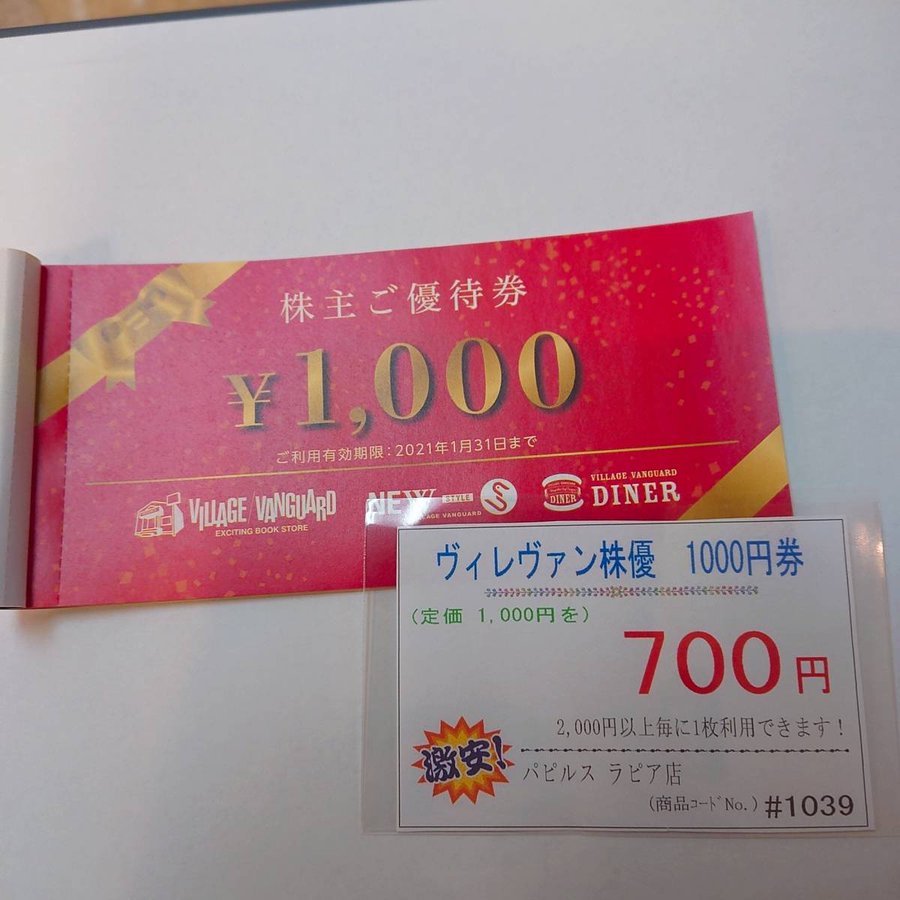 株主ご優待券
¥1,000
ご利用有効期限：2021年1月31日まで
VILLAGE VANGUARD
EXCITING BOOK STORE
NEW STYLE
VILLAGE VANGUARD
DINER
VILLAGE VANGUARD
DINER
ヴィレヴァン株優 1000円券
(定価 1,000円を)
700円
2,000円以上毎に1枚利用できます！
激安!
パピルス ラピア店
(商品ｺｰﾄﾞNo.) #1039